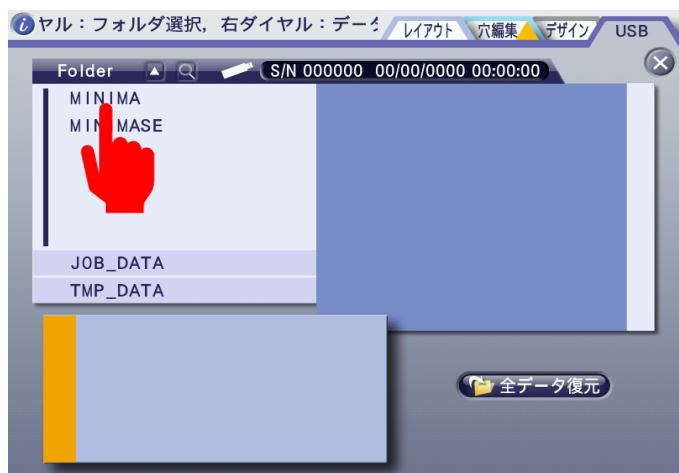 ヤル：フォルダ選択, 右ダイヤル：データ
レイアウト 穴編集 デザイン USB
Folder S/N 000000 00/00/0000 00:00:00
MINIMA
MINIMASE
JOB_DATA
TMP_DATA
全データ復元